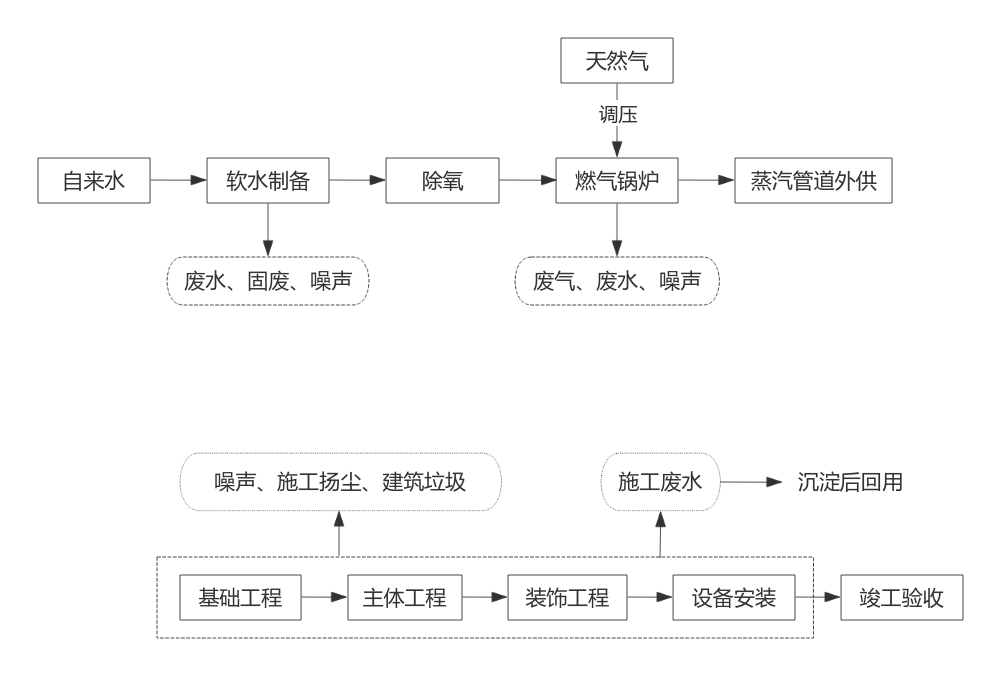 天然气
调压
自来水
软水制备
除氧
燃气锅炉
蒸汽管道外供
废水、固废、噪声
废气、废水、噪声
噪声、施工扬尘、建筑垃圾
施工废水
沉淀后回用
基础工程
主体工程
装饰工程
设备安装
竣工验收